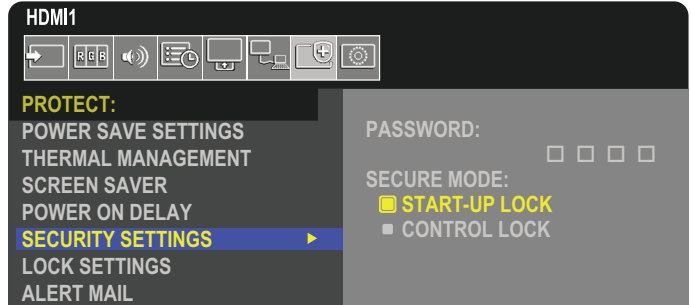 HDMI1
RGB
PROTECT:
POWER SAVE SETTINGS
THERMAL MANAGEMENT
SCREEN SAVER
POWER ON DELAY
SECURITY SETTINGS
LOCK SETTINGS
ALERT MAIL
PASSWORD:
SECURE MODE:
START-UP LOCK
CONTROL LOCK